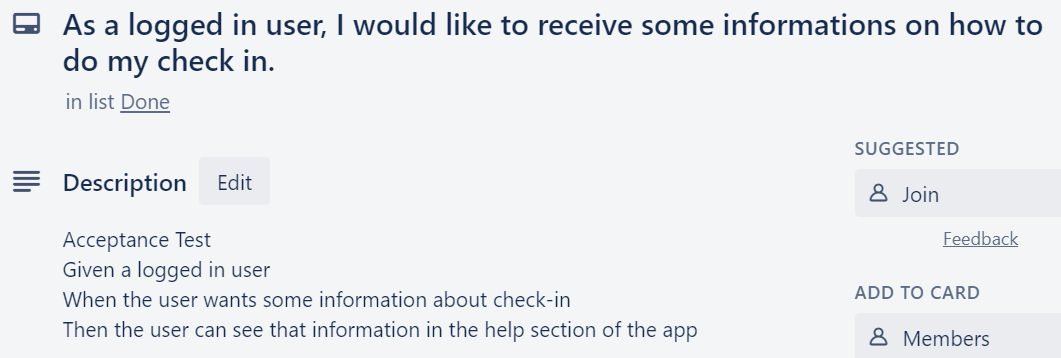 As a logged in user, I would like to receive some informations on how to
do my check in.
in list Done
SUGGESTED
Description Edit
Join
Feedback
Acceptance Test
Given a logged in user
When the user wants some information about check-in
Then the user can see that information in the help section of the app
ADD TO CARD
Members